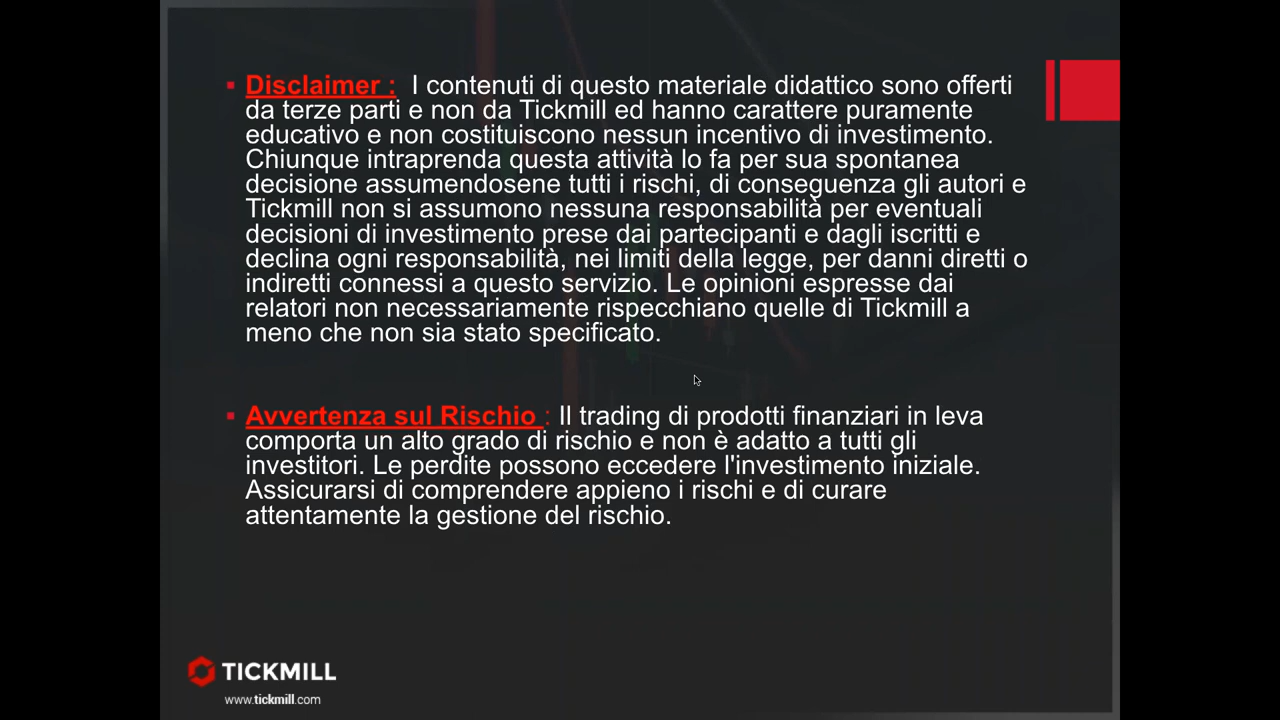 ▪ Disclaimer : I contenuti di questo materiale didattico sono offerti
da terze parti e non da Tickmill ed hanno carattere puramente
educativo e non costituiscono nessun incentivo di investimento.
Chiunque intraprenda questa attività lo fa per sua spontanea
decisione assumendosene tutti i rischi, di conseguenza gli autori e
Tickmill non si assumono nessuna responsabilità per eventuali
decisioni di investimento prese dai partecipanti e dagli iscritti e
declina ogni responsabilità, nei limiti della legge, per danni diretti o
indiretti connessi a questo servizio. Le opinioni espresse dai
relatori non necessariamente rispecchiano quelle di Tickmill a
meno che non sia stato specificato.
▪ Avvertenza sul Rischio : Il trading di prodotti finanziari in leva
comporta un alto grado di rischio e non è adatto a tutti gli
investitori. Le perdite possono eccedere l'investimento iniziale.
Assicurarsi di comprendere appieno i rischi e di curare
attentamente la gestione del rischio.
TICKMILL
www.tickmill.com